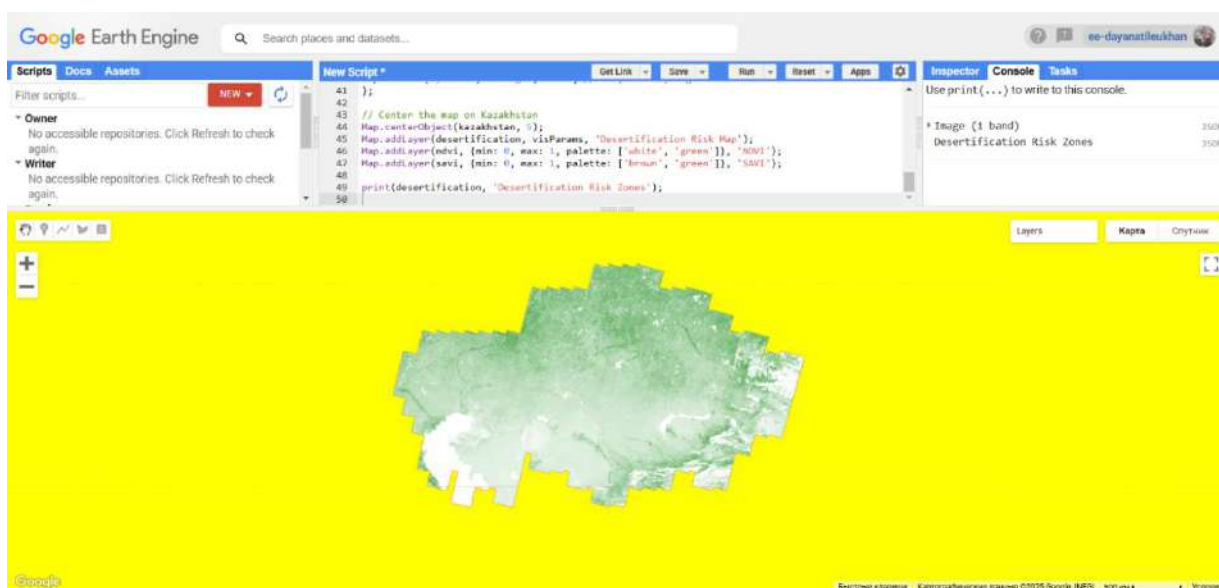 Google Earth Engine
Search places and datasets...
ee-dayanatileukhan
Scripts Docs Assets
Filter scripts...
NEW
Owner
No accessible repositories. Click Refresh to check
again.
Writer
No accessible repositories. Click Refresh to check
again.
New Script *
Get Link Save Run Reset Apps
41 };
42
43 // Center the map on Kazakhstan
44 Map.centerObject(kazakhstan, 5);
45 Map.addLayer(desertification, visParams, 'Desertification Risk Map');
46 Map.addLayer(ndvi, {min: 0, max: 1, palette: ['white', 'green']}, 'NDVI');
47 Map.addLayer(savi, {min: 0, max: 1, palette: ['brown', 'green']}, 'SAVI');
48
49 print(desertification, 'Desertification Risk Zones');
50
Inspector Console Tasks
Use print(...) to write to this console.
Image (1 band)
Desertification Risk Zones
Layers
Карта Спутник
Google